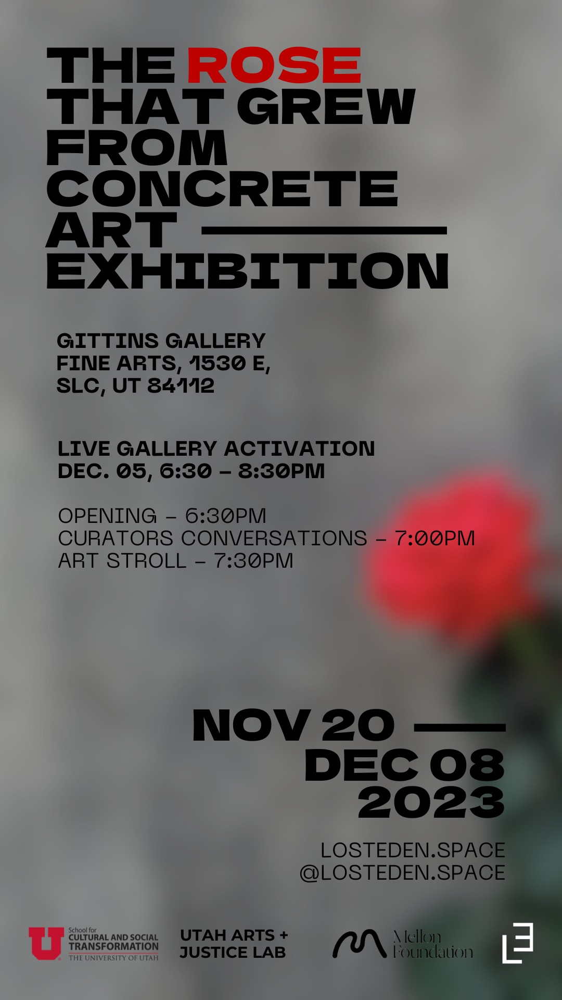 THE ROSE
THAT GREW
FROM
CONCRETE
ART
EXHIBITION
GITTINS GALLERY
FINE ARTS, 1530 E,
SLC, UT 84112
LIVE GALLERY ACTIVATION
DEC. 05, 6:30 – 8:30PM
OPENING – 6:30PM
CURATORS CONVERSATIONS – 7:00PM
ART STROLL – 7:30PM
NOV 20 —
DEC 08
2023
LOSTEDEN.SPACE
@LOSTEDEN.SPACE
U
School for
CULTURAL AND SOCIAL
TRANSFORMATION
THE UNIVERSITY OF UTAH
UTAH ARTS +
JUSTICE LAB
Mellon
Foundation
LE